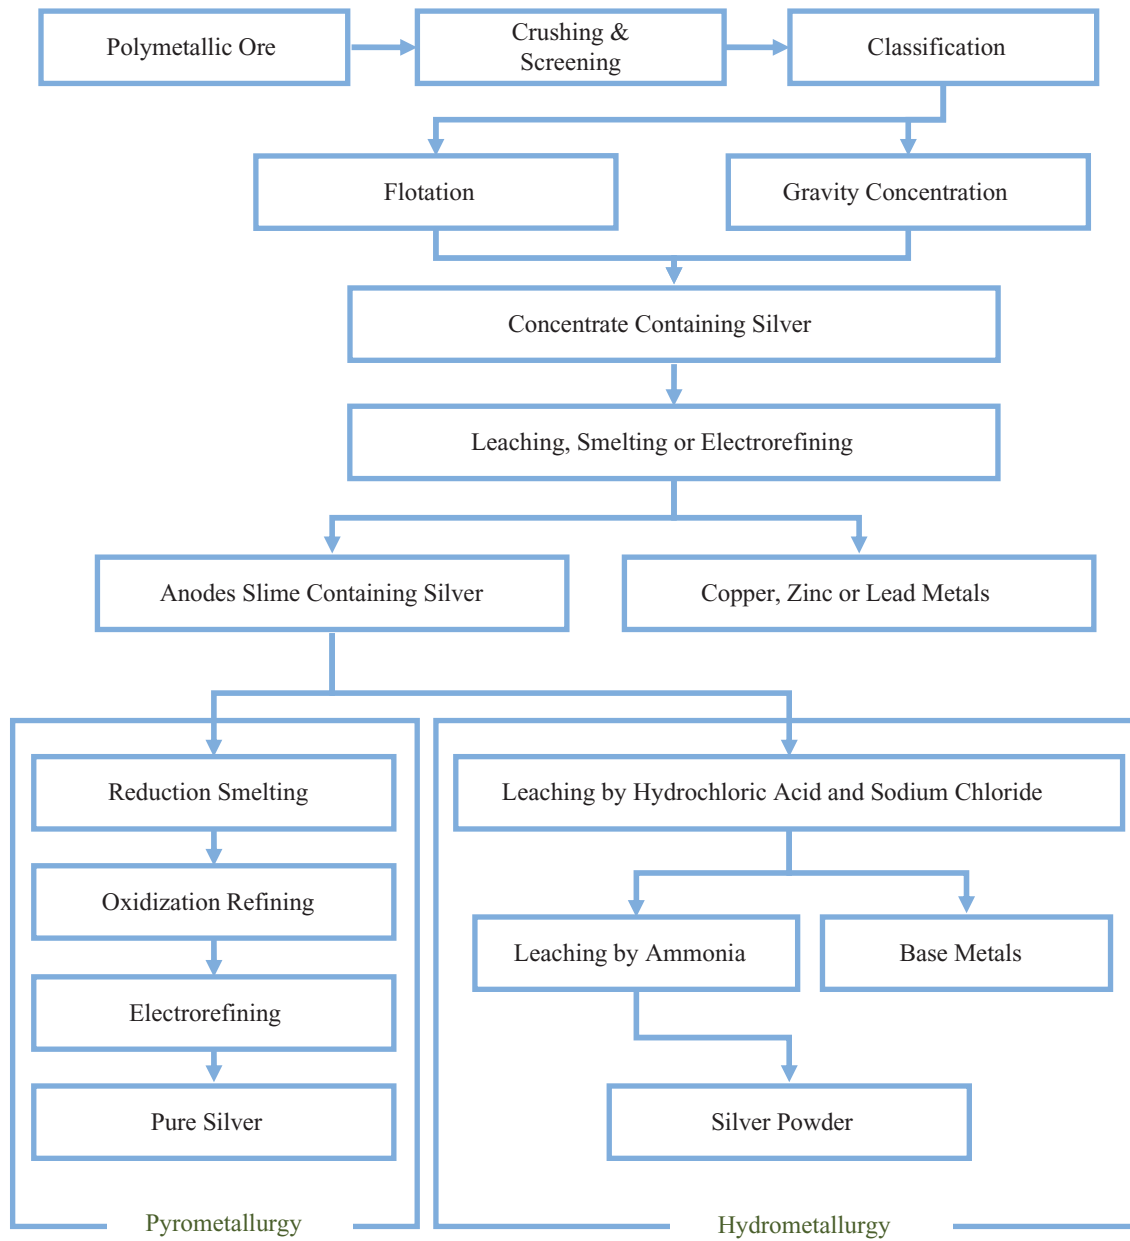 Polymetallic Ore
Crushing &
Screening
Classification
Flotation
Gravity Concentration
Concentrate Containing Silver
Leaching, Smelting or Electrorefining
Anodes Slime Containing Silver
Copper, Zinc or Lead Metals
Reduction Smelting
Oxidization Refining
Electrorefining
Pure Silver
Pyrometallurgy
Leaching by Hydrochloric Acid and Sodium Chloride
Leaching by Ammonia
Base Metals
Silver Powder
Hydrometallurgy